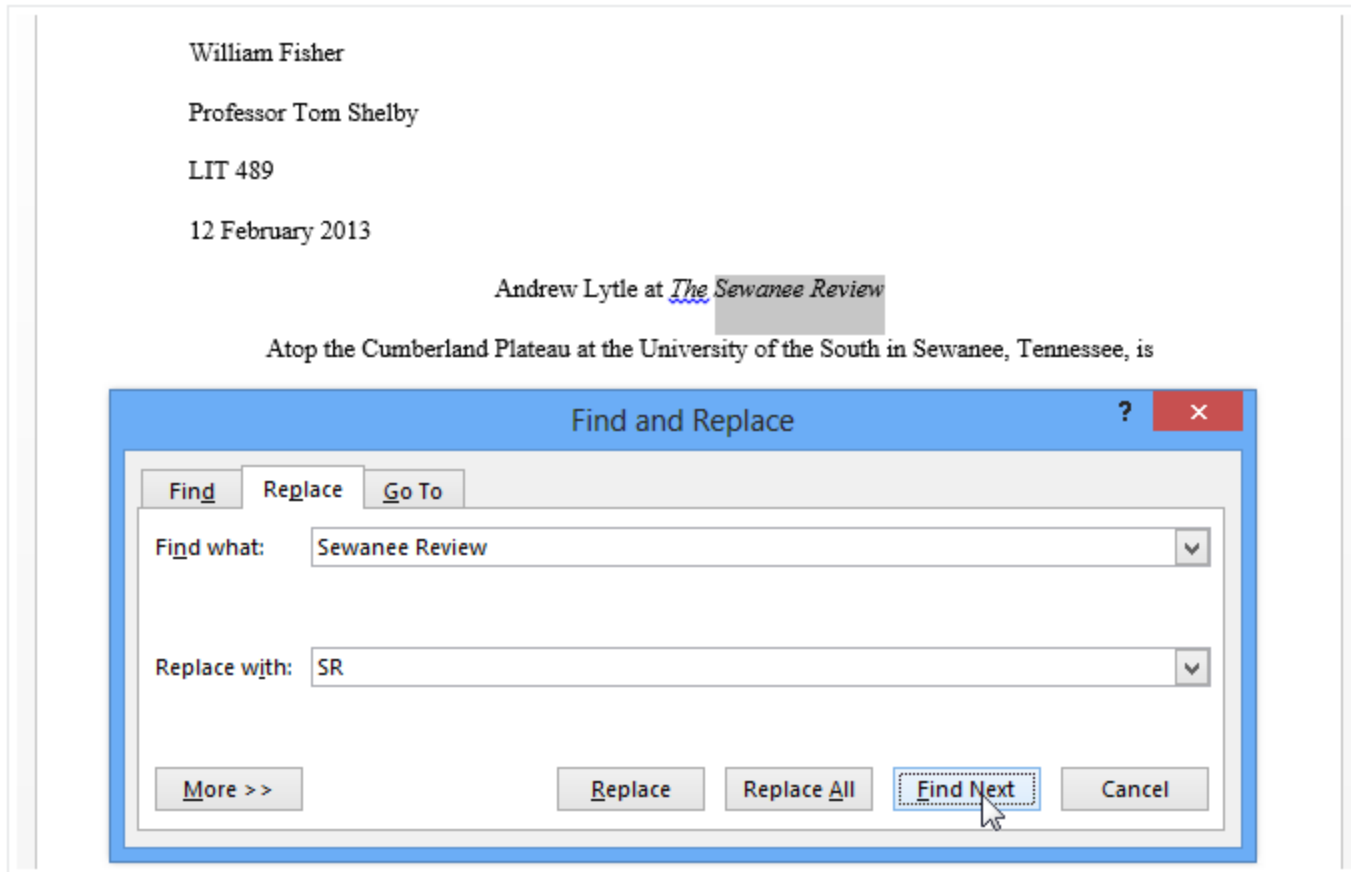 William Fisher
Professor Tom Shelby
LIT 489
12 February 2013
Andrew Lytle at The Sewanee Review
Atop the Cumberland Plateau at the University of the South in Sewanee, Tennessee, is
Find and Replace ? ×
Find Replace Go To
Find what: Sewanee Review
Replace with: SR
More >> Replace Replace All Find Next Cancel